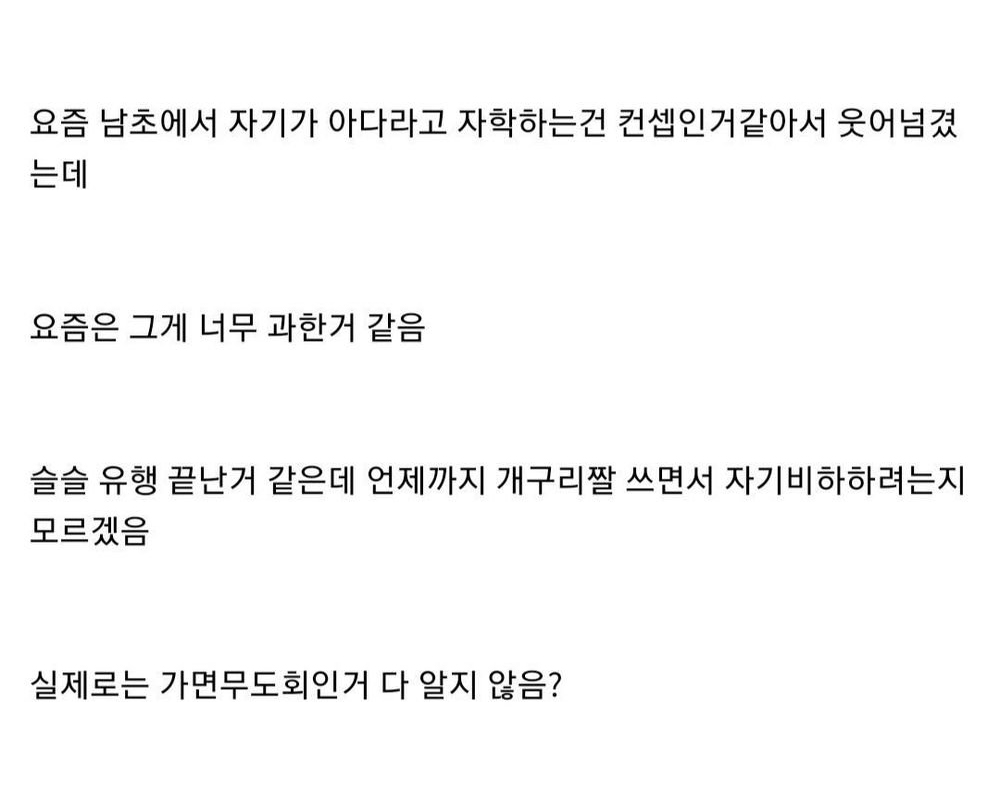 요즘 남초에서 자기가 아다라고 자학하는건 컨셉인거같아서 웃어넘겼
는데
요즘은 그게 너무 과한거 같음
슬슬 유행 끝난거 같은데 언제까지 개구리짤 쓰면서 자기비하하려는지
모르겠음
실제로는 가면무도회인거 다 알지 않음?